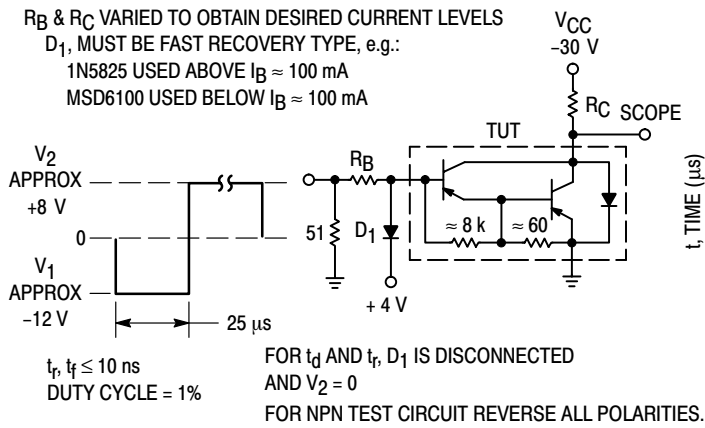 RB & RC VARIED TO OBTAIN DESIRED CURRENT LEVELS
D1, MUST BE FAST RECOVERY TYPE, e.g.:
1N5825 USED ABOVE IB ≈ 100 mA
MSD6100 USED BELOW IB ≈ 100 mA
VCC
−30 V
RC
SCOPE
TUT
V2
APPROX
+8 V
0
V1
APPROX
−12 V
25 µs
RB
51
D1
+ 4 V
≈ 8 k
≈ 60
t, TIME (µs)
tr, tf ≤ 10 ns
DUTY CYCLE = 1%
FOR td AND tr, D1 IS DISCONNECTED
AND V2 = 0
FOR NPN TEST CIRCUIT REVERSE ALL POLARITIES.